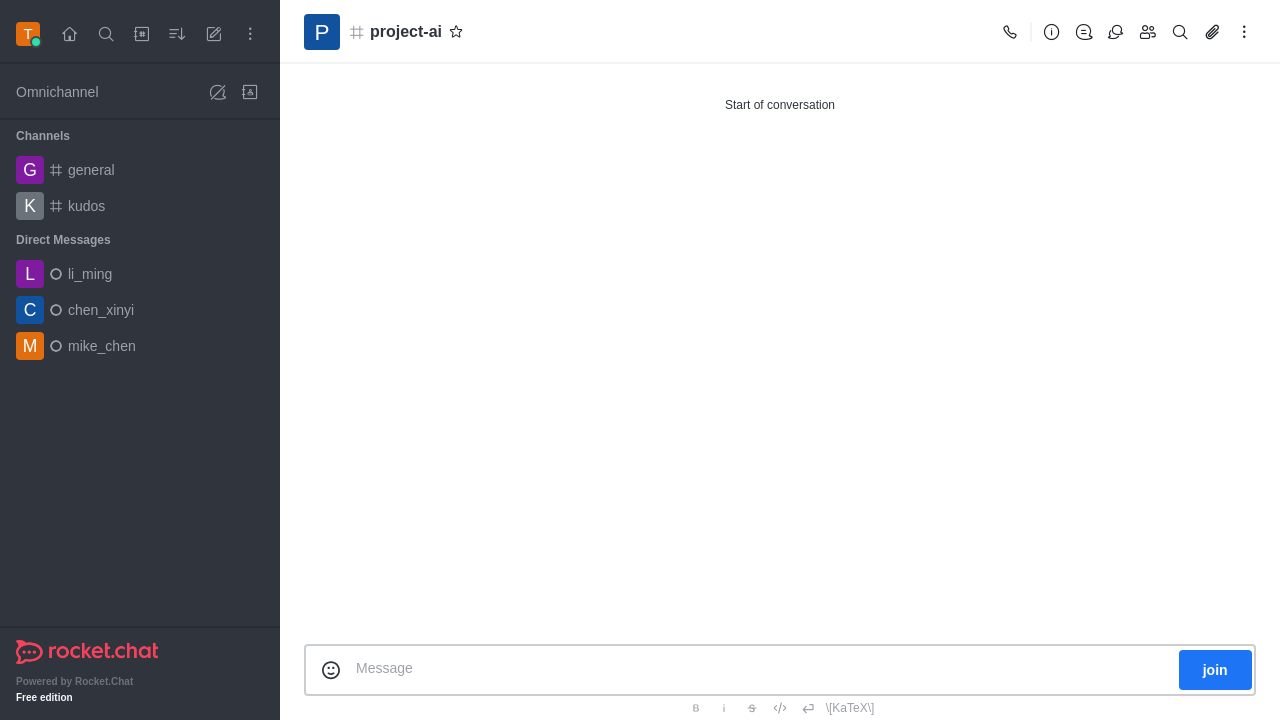 T
Omnichannel
Channels
G general
K kudos
Direct Messages
L li_ming
C chen_xinyi
M mike_chen
rocket.chat
Powered by Rocket.Chat
Free edition
P project-ai
Start of conversation
Message
join
B i S \[KaTeX\]